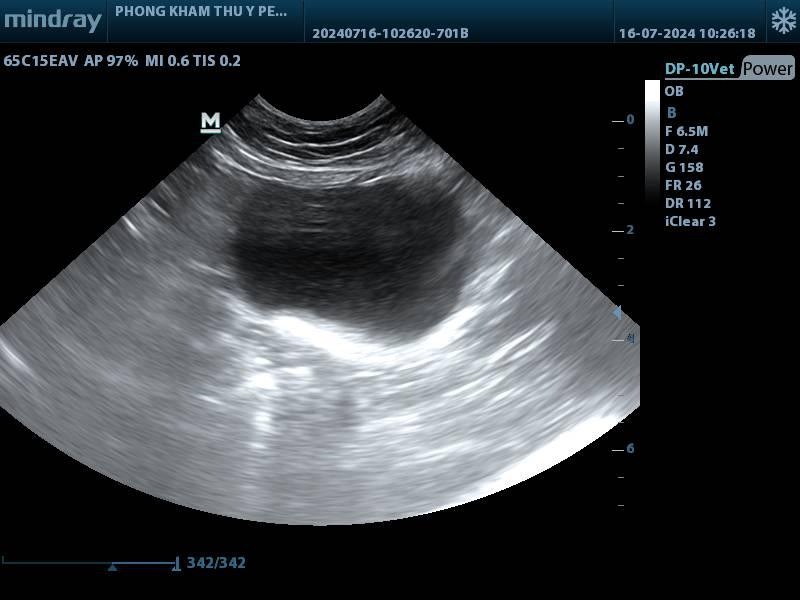 mindray
PHONG KHAM THU Y PE...
20240716-102620-701B
16-07-2024 10:26:18
65C15EAV AP 97% MI 0.6 TIS 0.2
DP-10Vet Power
M
OB
B
F 6.5M
D 7.4
G 158
FR 26
DR 112
iClear 3
0
2
4
6
342/342